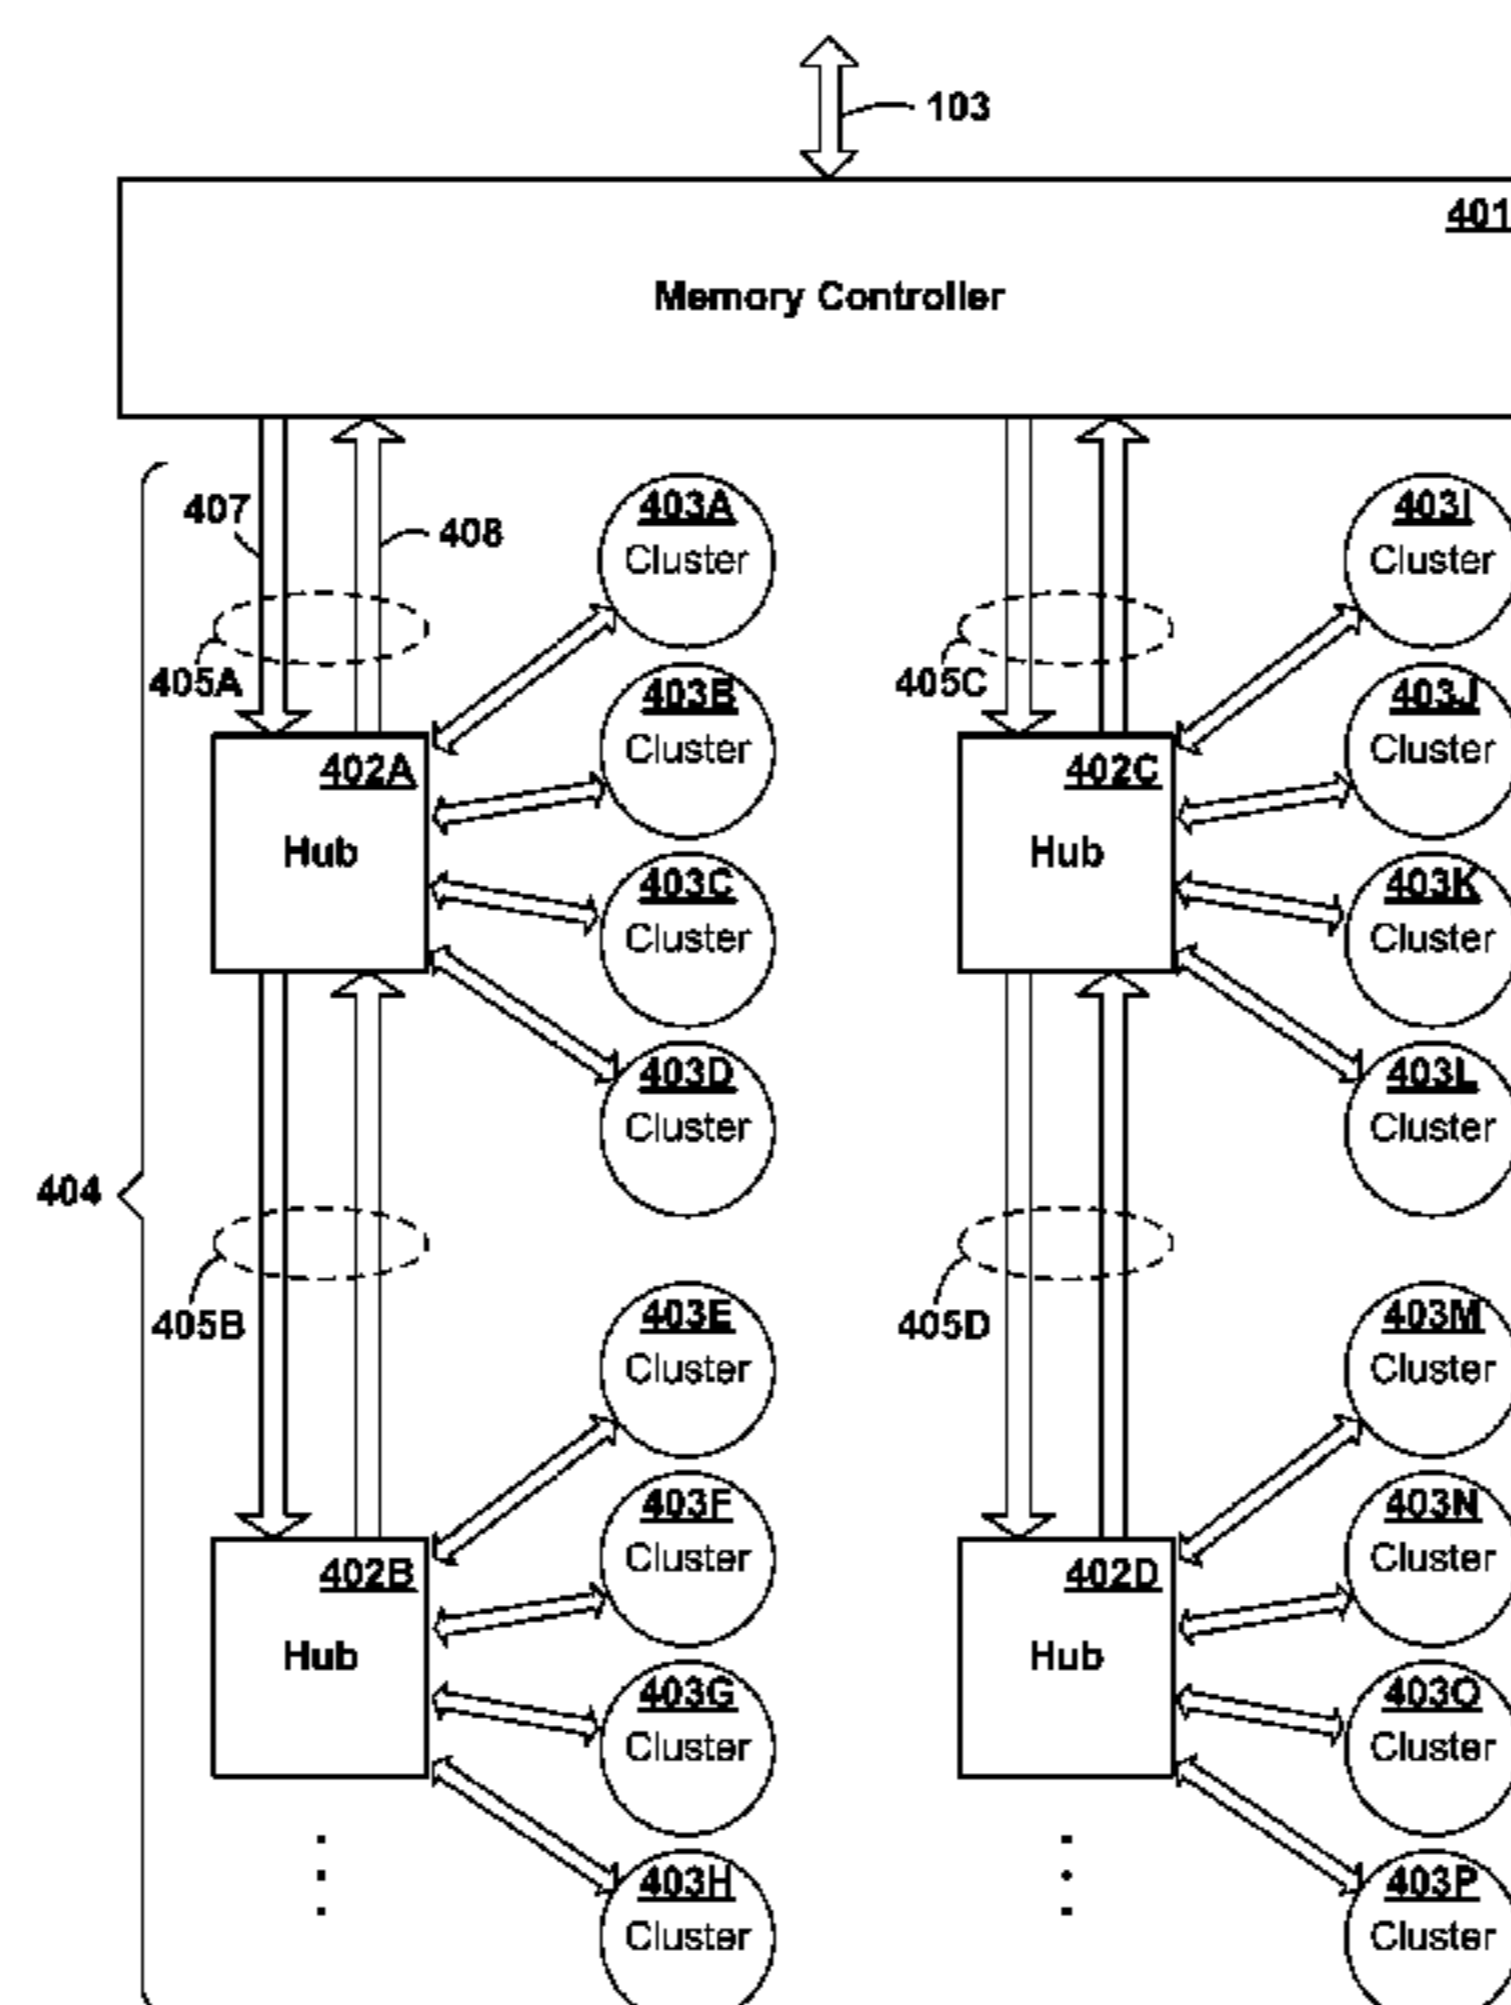 103
401
Memory Controller
407
408
403A
Cluster
403I
Cluster
405A
405C
403B
Cluster
403J
Cluster
402A
Hub
402C
Hub
403C
Cluster
403K
Cluster
403D
Cluster
403L
Cluster
404
405B
405D
403E
Cluster
403M
Cluster
403F
Cluster
403N
Cluster
402B
Hub
402D
Hub
403G
Cluster
403O
Cluster
403H
Cluster
403P
Cluster